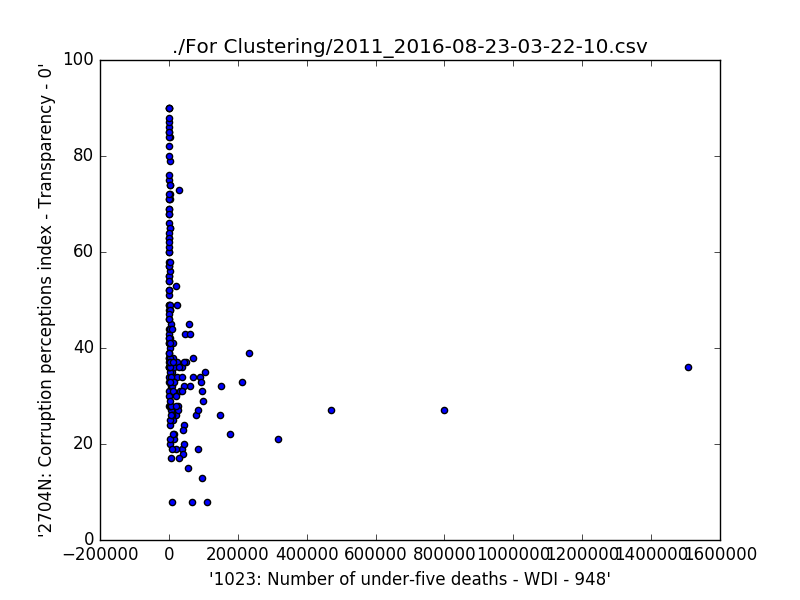 ./For Clustering/2011_2016-08-23-03-22-10.csv
100
80
60
40
20
0
'2704N: Corruption perceptions index - Transparency - 0'
−200000 0 200000 400000 600000 800000 1000000 1200000 1400000 1600000
'1023: Number of under-five deaths - WDI - 948'